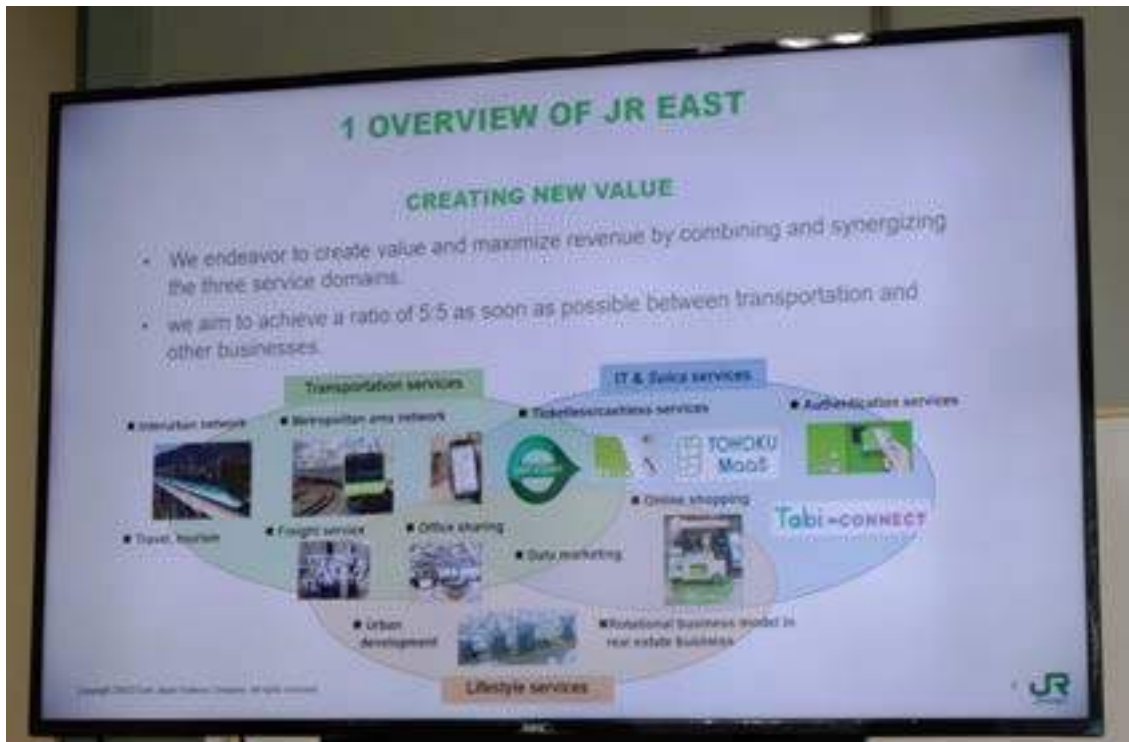 1 OVERVIEW OF JR EAST
CREATING NEW VALUE
• We endeavor to create value and maximize revenue by combining and synergizing
the three service domains.
• we aim to achieve a ratio of 5:5 as soon as possible between transportation and
other businesses.
Transportation services
IT & Suica services
■ Interurban network
■ Metropolitan area network
■ Ticketless/cashless services
■ Authentication services
TOHOKU
MaaS
■ Online shopping
Tabi-CONNECT
■ Travel, tourism
■ Freight service
■ Office sharing
■ Data marketing
■ Urban
development
■Rotational business model in
real estate business
Lifestyle services
JR